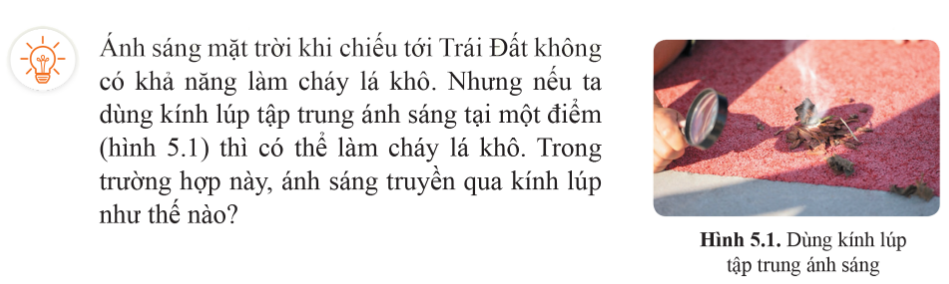 Ánh sáng mặt trời khi chiếu tới Trái Đất không
có khả năng làm cháy lá khô. Nhưng nếu ta
dùng kính lúp tập trung ánh sáng tại một điểm
(hình 5.1) thì có thể làm cháy lá khô. Trong
trường hợp này, ánh sáng truyền qua kính lúp
như thế nào?
Hình 5.1. Dùng kính lúp
tập trung ánh sáng